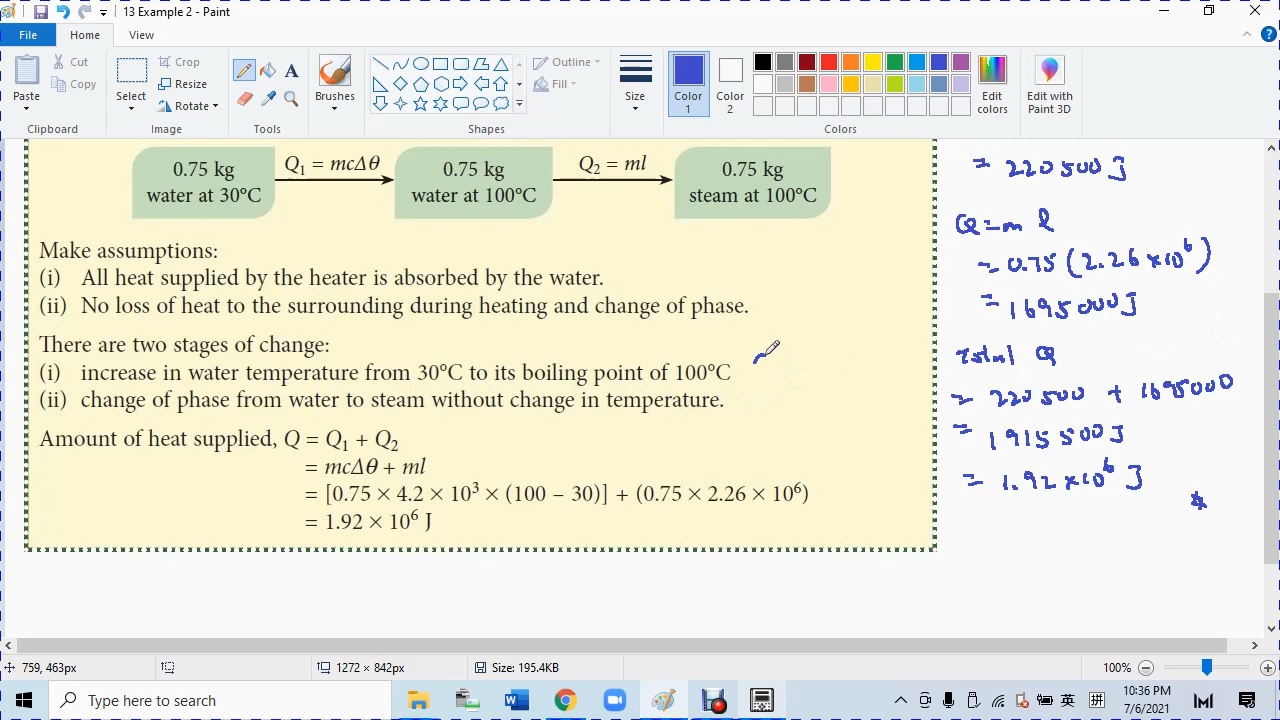 13 Example 2 - Paint
File Home View
Paste
Cut
Copy
Clipboard
Select
Crop
Resize
Rotate
Image
A
Tools
Brushes
Shapes
Outline
Fill
Size
Color 1
Color 2
Edit colors
Edit with Paint 3D
Colors
0.75 kg
water at 30°C
Q₁ = mcΔθ
0.75 kg
water at 100°C
Q₂ = ml
0.75 kg
steam at 100°C
Make assumptions:
(i) All heat supplied by the heater is absorbed by the water.
(ii) No loss of heat to the surrounding during heating and change of phase.
There are two stages of change:
(i) increase in water temperature from 30°C to its boiling point of 100°C
(ii) change of phase from water to steam without change in temperature.
Amount of heat supplied, Q = Q₁ + Q₂
= mcΔθ + ml
= [0.75 × 4.2 × 10³ × (100 − 30)] + (0.75 × 2.26 × 10⁶)
= 1.92 × 10⁶ J
= 220500 J
Q = m l
= 0.75 (2.26 × 10⁶)
= 1695000 J
Total Q
= 220500 + 1695000
= 1915500 J
= 1.92 × 10⁶ J
759, 463px
1272 × 842px
Size: 195.4KB
100%
Type here to search
英
拼
10:36 PM
7/6/2021